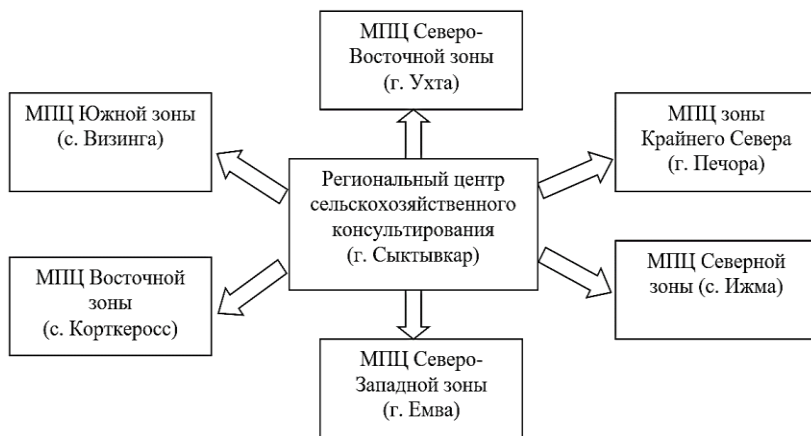 МПЦ Северо-
Восточной зоны
(г. Ухта)
МПЦ Южной зоны
(с. Визинга)
МПЦ зоны
Крайнего Севера
(г. Печора)
Региональный центр
сельскохозяйственного
консультирования
(г. Сыктывкар)
МПЦ Восточной
зоны
(с. Корткеросс)
МПЦ Северной
зоны (с. Ижма)
МПЦ Северо-
Западной зоны
(г. Емва)